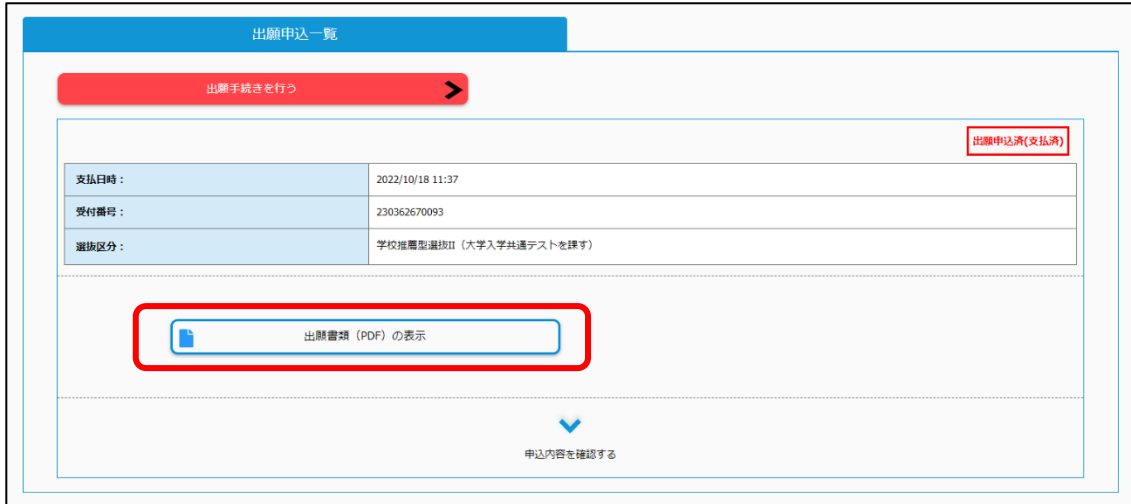 出願申込一覧
出願手続きを行う
出願申込済(支払済)
支払日時： 2022/10/18 11:37
受付番号： 230362670093
選抜区分： 学校推薦型選抜II（大学入学共通テストを課す）
出願書類（PDF）の表示
申込内容を確認する